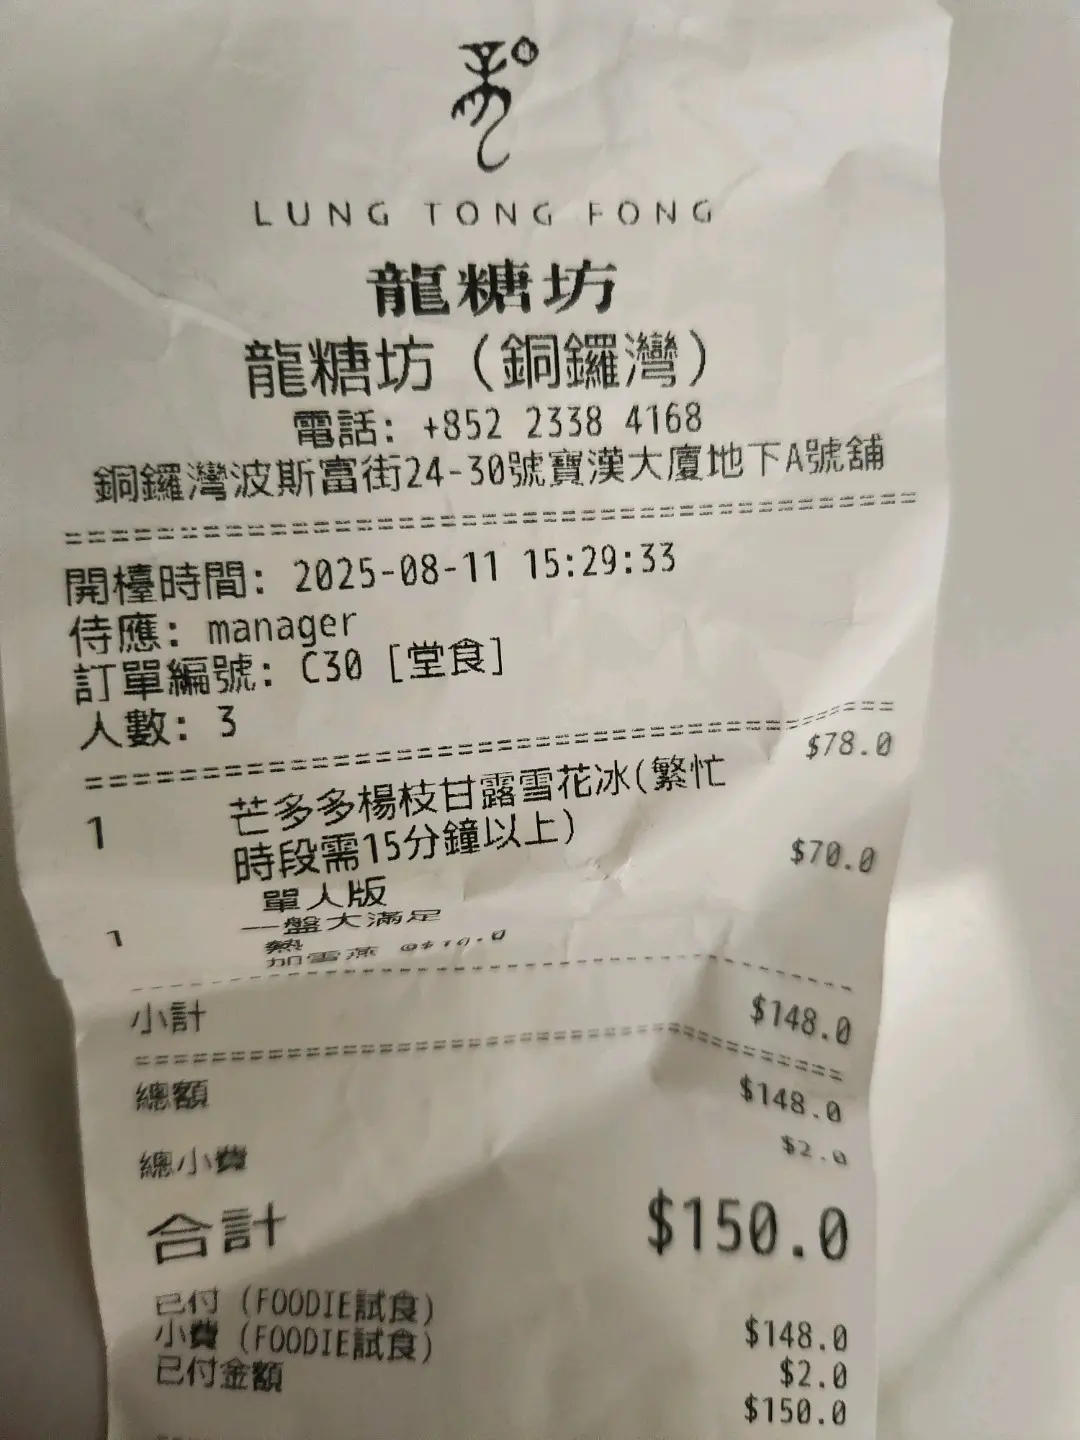 LUNG TONG FONG
龍糖坊
龍糖坊（銅鑼灣）
電話: +852 2338 4168
銅鑼灣波斯富街24-30號寶漢大廈地下A號舖
開檯時間: 2025-08-11 15:29:33
侍應: manager
訂單編號: C30 [堂食]
人數: 3
1 芒多多楊枝甘露雪花冰(繁忙 $78.0
時段需15分鐘以上)
單人版
1 一盤大滿足 $70.0
熱
加雪燕 @$10.0
小計 $148.0
總額 $148.0
總小費 $2.0
合計 $150.0
已付 (FOODIE試食) $148.0
小費 (FOODIE試食) $2.0
已付金額 $150.0